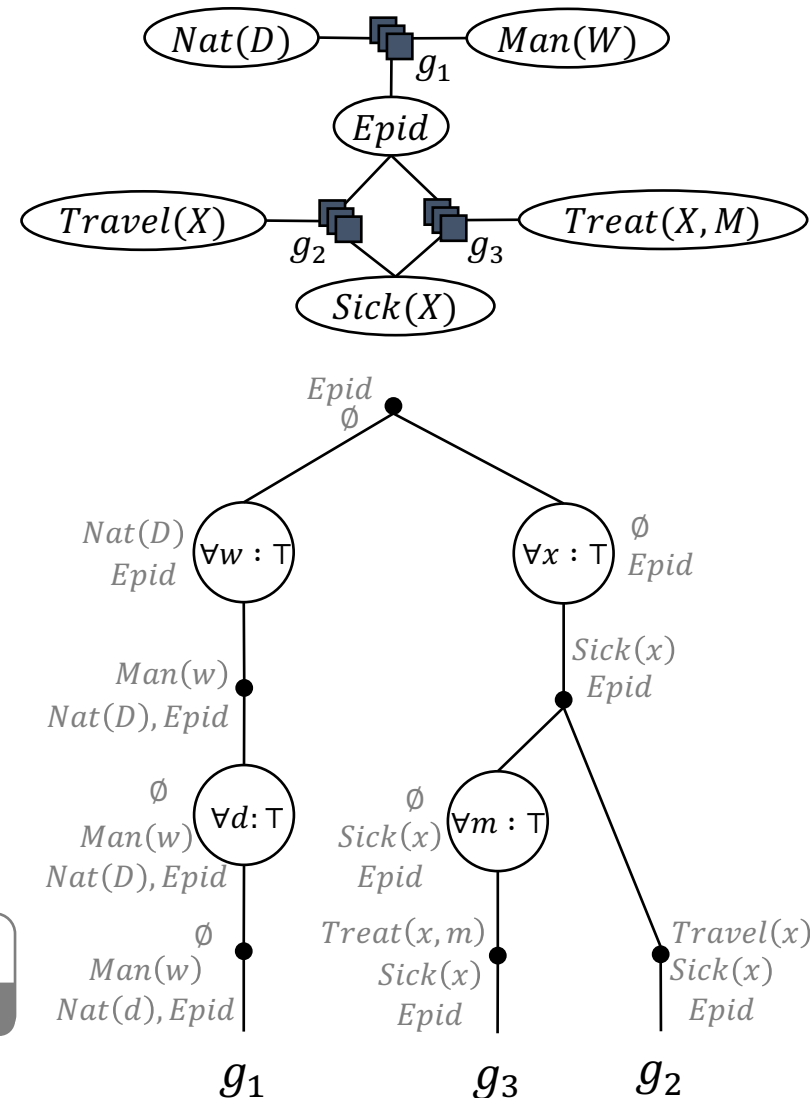 Nat(D)
Man(W)
g₁
Epid
Travel(X)
g₂
g₃
Treat(X, M)
Sick(X)
Epid
∅
Nat(D)
Epid
∀w : ⊤
∀x : ⊤
∅
Epid
Man(w)
Nat(D), Epid
Sick(x)
Epid
∅
Man(w)
Nat(D), Epid
∀d: ⊤
∅
Sick(x)
Epid
∀m : ⊤
∅
Man(w)
Nat(d), Epid
Treat(x, m)
Sick(x)
Epid
Travel(x)
Sick(x)
Epid
g₁
g₃
g₂